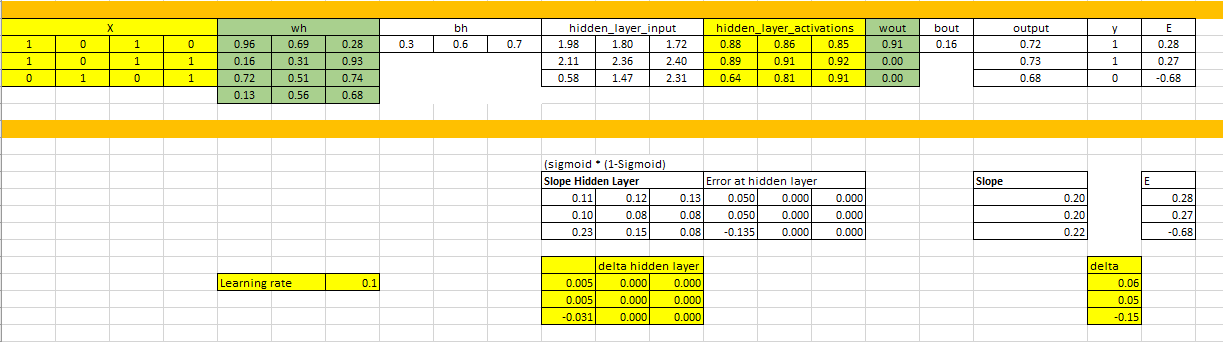 X wh bh hidden_layer_input hidden_layer_activations wout bout output y E
1 0 1 0 0.96 0.69 0.28 0.3 0.6 0.7 1.98 1.80 1.72 0.88 0.86 0.85 0.91 0.16 0.72 1 0.28
1 0 1 1 0.16 0.31 0.93 2.11 2.36 2.40 0.89 0.91 0.92 0.00 0.73 1 0.27
0 1 0 1 0.72 0.51 0.74 0.58 1.47 2.31 0.64 0.81 0.91 0.00 0.68 0 -0.68
0.13 0.56 0.68
(sigmoid * (1-Sigmoid)
Slope Hidden Layer Error at hidden layer Slope E
0.11 0.12 0.13 0.050 0.000 0.000 0.20 0.28
0.10 0.08 0.08 0.050 0.000 0.000 0.20 0.27
0.23 0.15 0.08 -0.135 0.000 0.000 0.22 -0.68
delta hidden layer delta
Learning rate 0.1 0.005 0.000 0.000 0.06
0.005 0.000 0.000 0.05
-0.031 0.000 0.000 -0.15